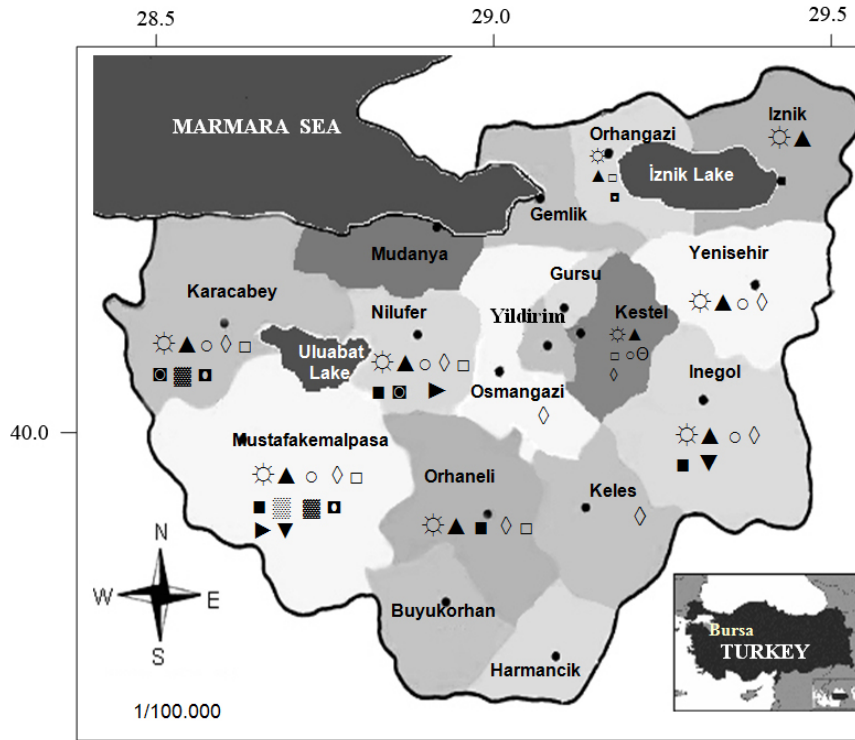 28.5
29.0
29.5
MARMARA SEA
Iznik
Orhangazi
İznik Lake
Gemlik
Mudanya
Yenisehir
Gursu
Karacabey
Nilufer
Yildirim
Kestel
Uluabat
Lake
Inegol
Osmangazi
40.0
Mustafakemalpasa
Orhaneli
Keles
N
W
E
S
Buyukorhan
Harmancik
Bursa
TURKEY
1/100.000